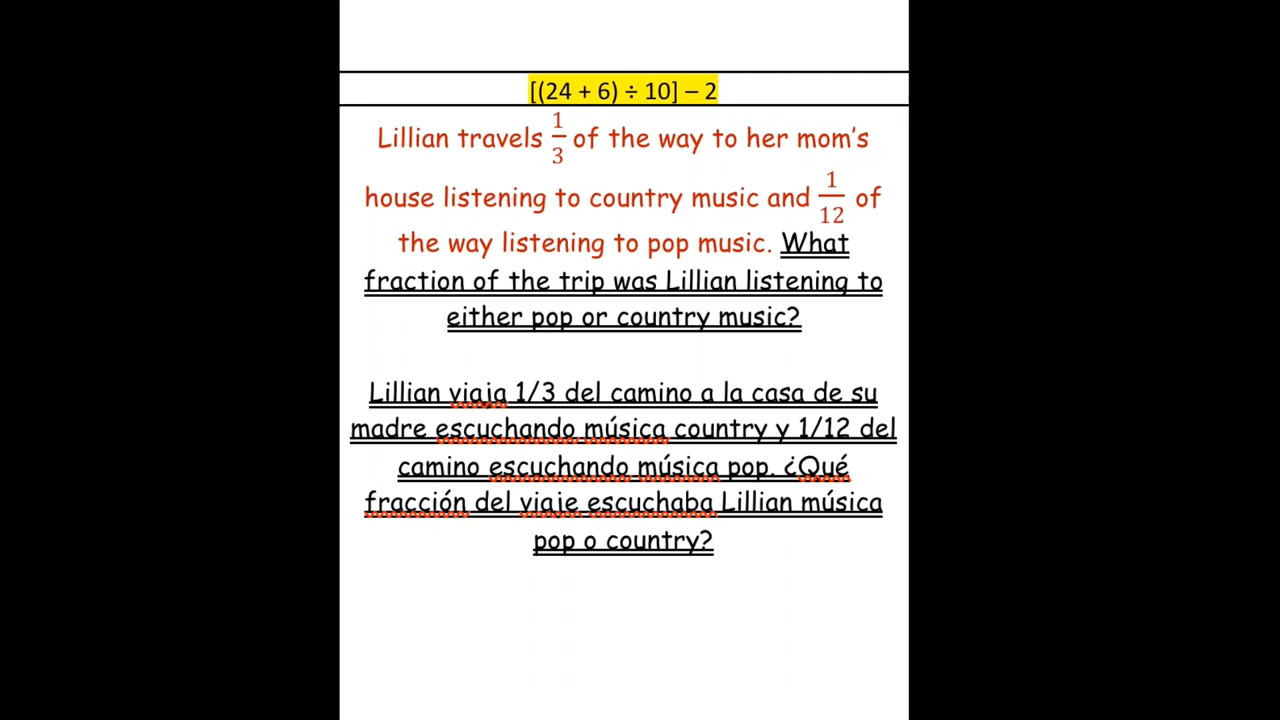 [(24 + 6) ÷ 10] – 2
Lillian travels 1/3 of the way to her mom's
house listening to country music and 1/12 of
the way listening to pop music. What
fraction of the trip was Lillian listening to
either pop or country music?
Lillian viaja 1/3 del camino a la casa de su
madre escuchando música country y 1/12 del
camino escuchando música pop. ¿Qué
fracción del viaje escuchaba Lillian música
pop o country?